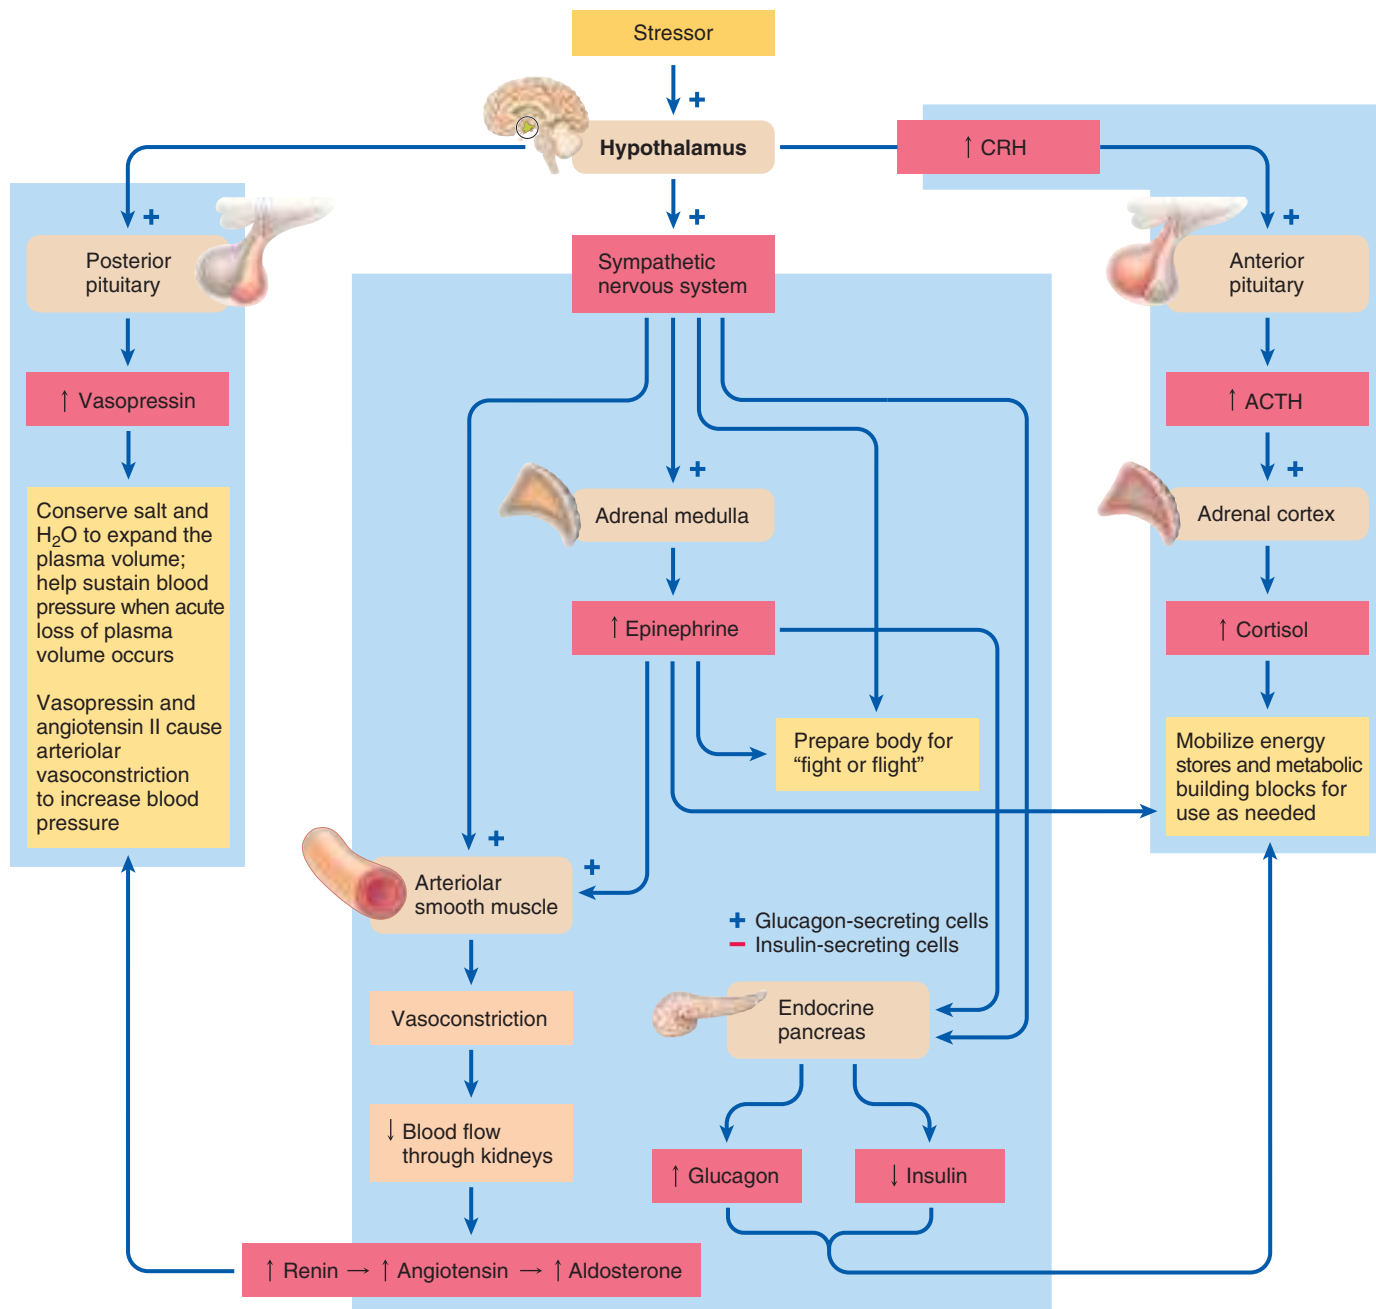 Stressor
+
Hypothalamus
↑ CRH
+
+
+
Posterior
pituitary
Sympathetic
nervous system
Anterior
pituitary
↑ Vasopressin
↑ ACTH
+
+
Conserve salt and
H₂O to expand the
plasma volume;
help sustain blood
pressure when acute
loss of plasma
volume occurs
Vasopressin and
angiotensin II cause
arteriolar
vasoconstriction
to increase blood
pressure
Adrenal medulla
Adrenal cortex
↑ Epinephrine
↑ Cortisol
Prepare body for
“fight or flight”
Mobilize energy
stores and metabolic
building blocks for
use as needed
+
+
Arteriolar
smooth muscle
+ Glucagon-secreting cells
− Insulin-secreting cells
Vasoconstriction
Endocrine
pancreas
↓ Blood flow
through kidneys
↑ Glucagon
↓ Insulin
↑ Renin → ↑ Angiotensin → ↑ Aldosterone